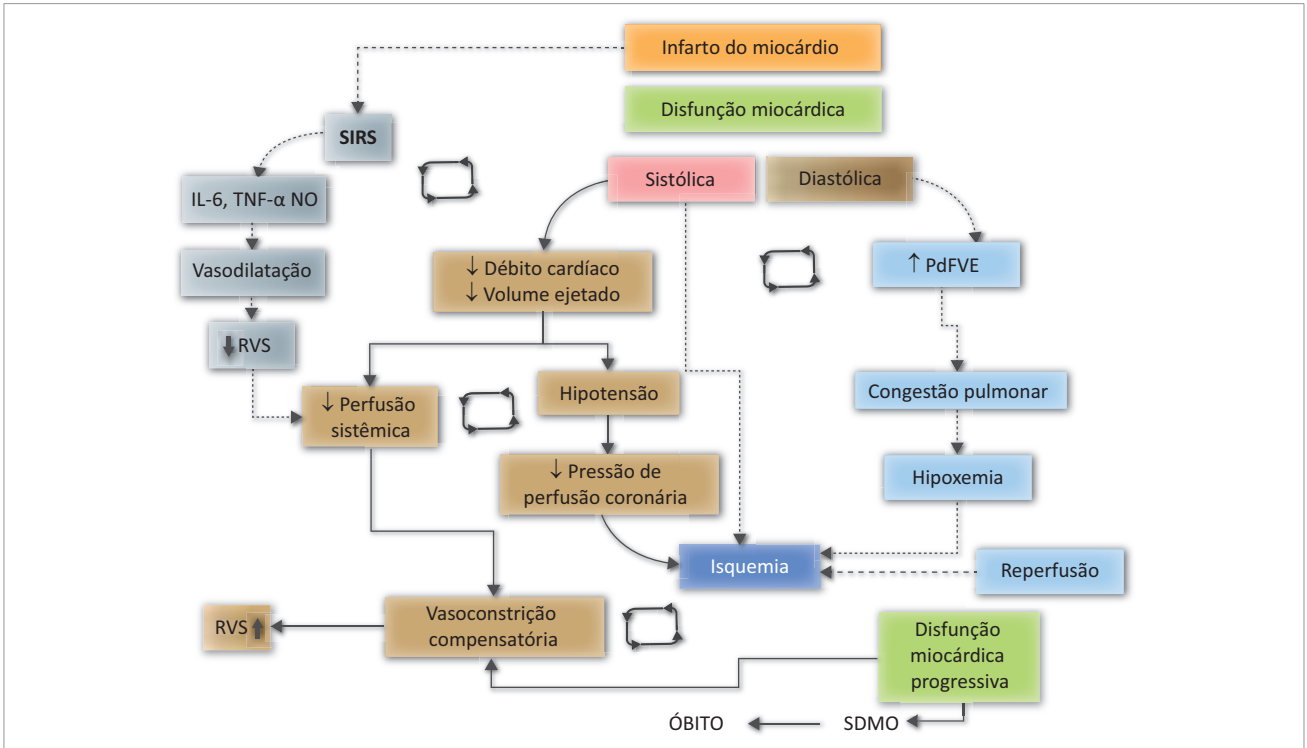 Infarto do miocárdio
Disfunção miocárdica
SIRS
Sistólica
Diastólica
IL-6, TNF-α NO
Vasodilatação
↓ Débito cardíaco
↓ Volume ejetado
↑ PdFVE
↓RVS
↓ Perfusão
sistêmica
Hipotensão
Congestão pulmonar
↓ Pressão de
perfusão coronária
Hipoxemia
Isquemia
Reperfusão
RVS↑
Vasoconstrição
compensatória
Disfunção
miocárdica
progressiva
ÓBITO
SDMO